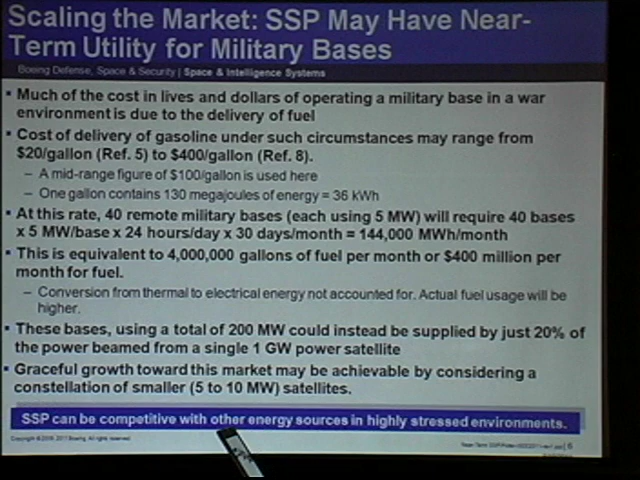 Scaling the Market: SSP May Have Near-
Term Utility for Military Bases
Boeing Defense, Space & Security | Space & Intelligence Systems
▪ Much of the cost in lives and dollars of operating a military base in a war
environment is due to the delivery of fuel
▪ Cost of delivery of gasoline under such circumstances may range from
$20/gallon (Ref. 5) to $400/gallon (Ref. 8).
– A mid-range figure of $100/gallon is used here
– One gallon contains 130 megajoules of energy = 36 kWh
▪ At this rate, 40 remote military bases (each using 5 MW) will require 40 bases
x 5 MW/base x 24 hours/day x 30 days/month = 144,000 MWh/month
▪ This is equivalent to 4,000,000 gallons of fuel per month or $400 million per
month for fuel.
– Conversion from thermal to electrical energy not accounted for. Actual fuel usage will be
higher.
▪ These bases, using a total of 200 MW could instead be supplied by just 20% of
the power beamed from a single 1 GW power satellite
▪ Graceful growth toward this market may be achievable by considering a
constellation of smaller (5 to 10 MW) satellites.
SSP can be competitive with other energy sources in highly stressed environments.
Copyright © 2011 Boeing. All rights reserved.
| 6